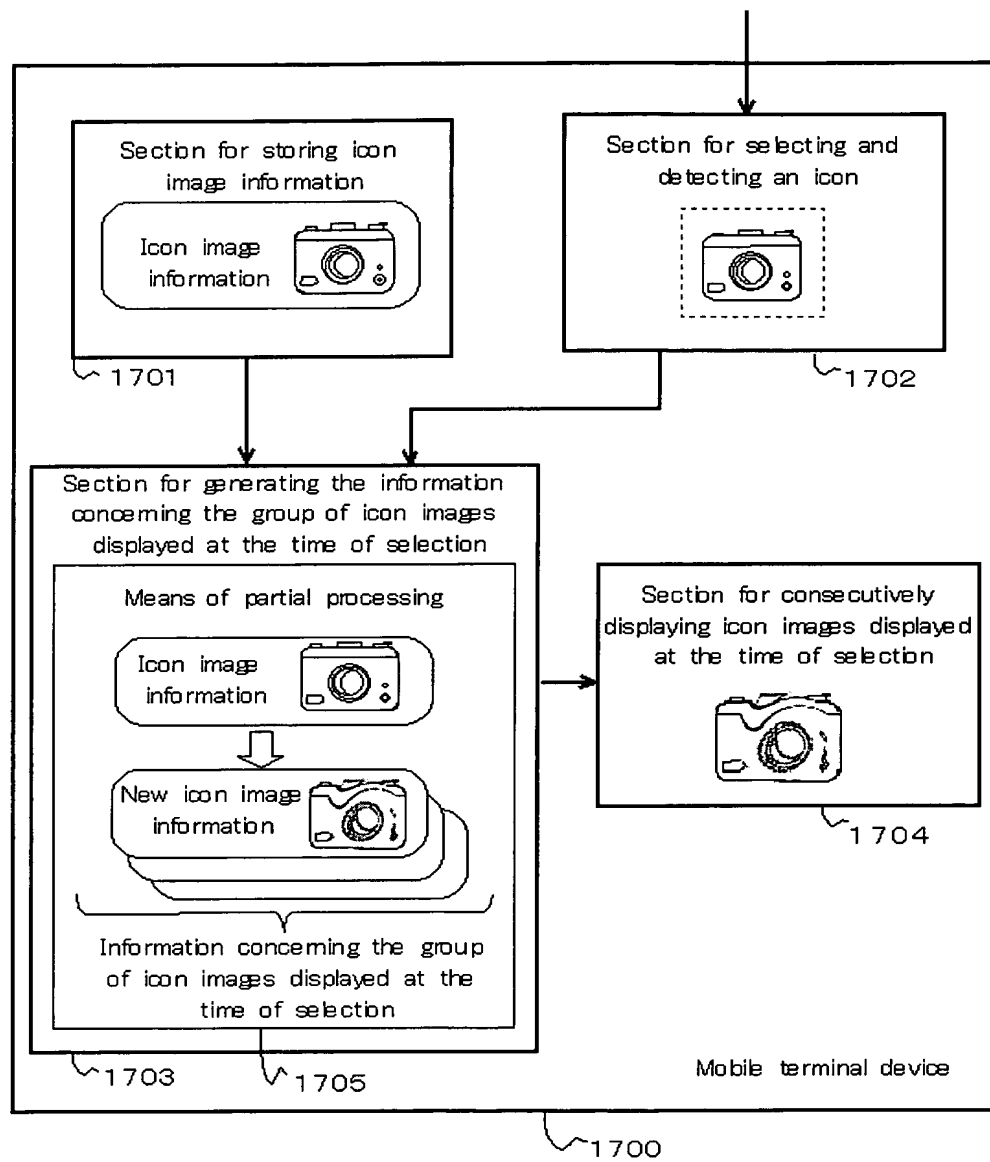 Section for storing icon
image information
Icon image
information
1701
Section for selecting and
detecting an icon
1702
Section for generating the information
concerning the group of icon images
displayed at the time of selection
Means of partial processing
Icon image
information
New icon image
information
Information concerning the group
of icon images displayed at the
time of selection
1703
1705
Section for consecutively
displaying icon images displayed
at the time of selection
1704
Mobile terminal device
1700